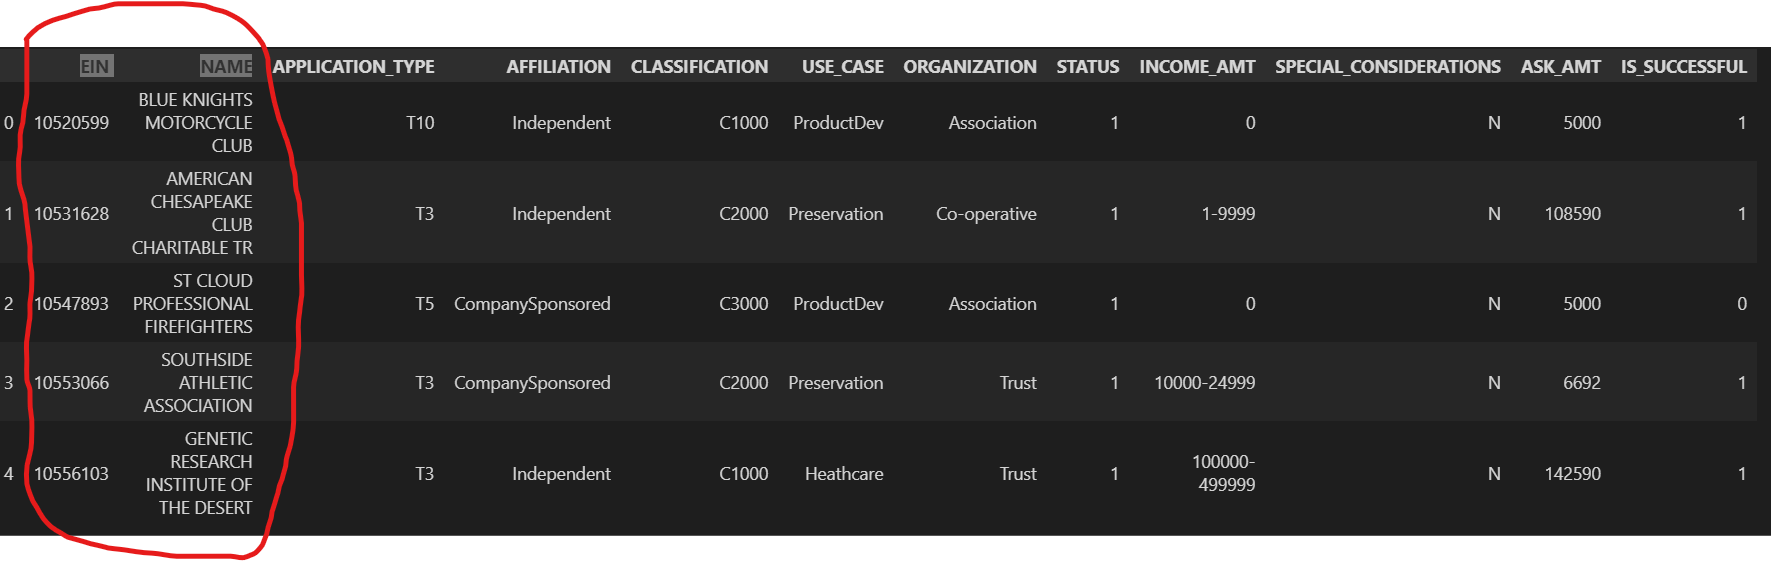 EIN NAME APPLICATION_TYPE AFFILIATION CLASSIFICATION USE_CASE ORGANIZATION STATUS INCOME_AMT SPECIAL_CONSIDERATIONS ASK_AMT IS_SUCCESSFUL
BLUE KNIGHTS
0 10520599 MOTORCYCLE T10 Independent C1000 ProductDev Association 1 0 N 5000 1
CLUB
AMERICAN
CHESAPEAKE
1 10531628 CLUB T3 Independent C2000 Preservation Co-operative 1 1-9999 N 108590 1
CHARITABLE TR
ST CLOUD
2 10547893 PROFESSIONAL T5 CompanySponsored C3000 ProductDev Association 1 0 N 5000 0
FIREFIGHTERS
SOUTHSIDE
3 10553066 ATHLETIC T3 CompanySponsored C2000 Preservation Trust 1 10000-24999 N 6692 1
ASSOCIATION
GENETIC
RESEARCH 100000-
4 10556103 T3 Independent C1000 Heathcare Trust 1 N 142590 1
INSTITUTE OF 499999
THE DESERT